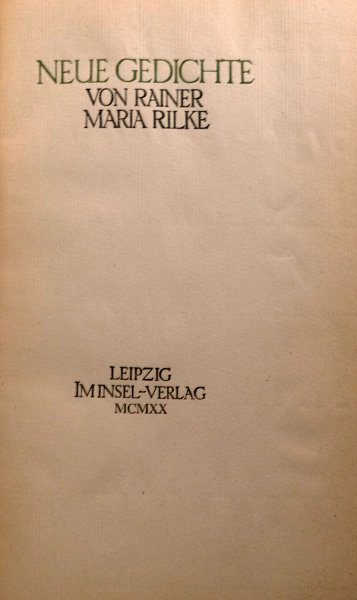 NEUE GEDICHTE
VON RAINER
MARIA RILKE
LEIPZIG
IM INSEL-VERLAG
MCMXX